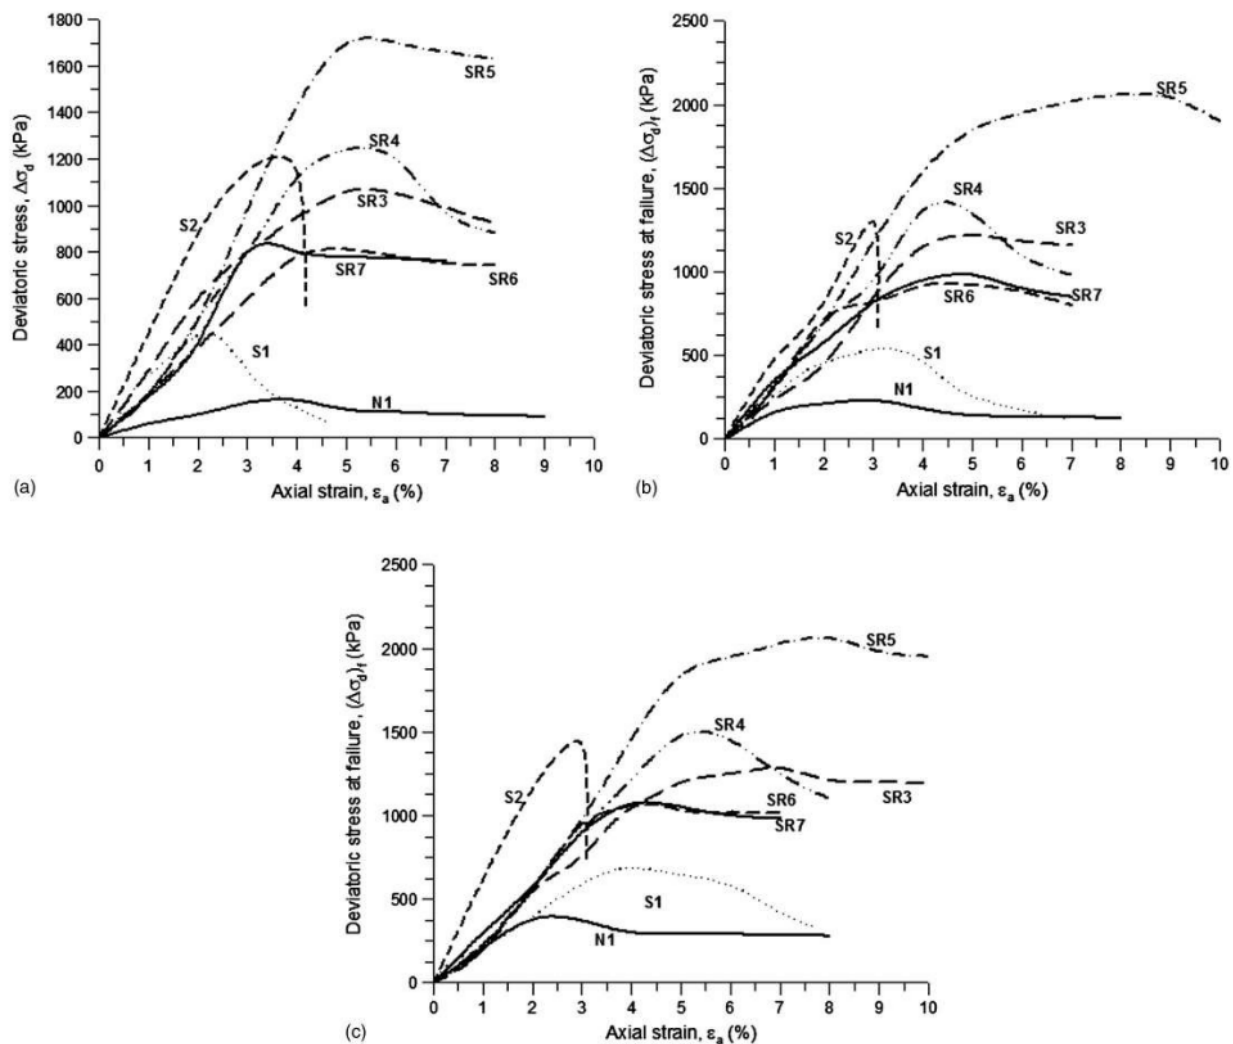 (a)
Deviatoric stress, Δσd (kPa)
1800
1600
1400
1200
1000
800
600
400
200
0
SR5
SR4
S2
SR3
SR7
SR6
S1
N1
0 1 2 3 4 5 6 7 8 9 10
Axial strain, εa (%)
(b)
Deviatoric stress at failure, (Δσd)f (kPa)
2500
2000
1500
1000
500
0
SR5
SR4
S2
SR3
SR6
SR7
S1
N1
0 1 2 3 4 5 6 7 8 9 10
Axial strain, εa (%)
(c)
Deviatoric stress at failure, (Δσd)f (kPa)
2500
2000
1500
1000
500
0
SR5
SR4
S2
SR6
SR3
SR7
S1
N1
0 1 2 3 4 5 6 7 8 9 10
Axial strain, εa (%)